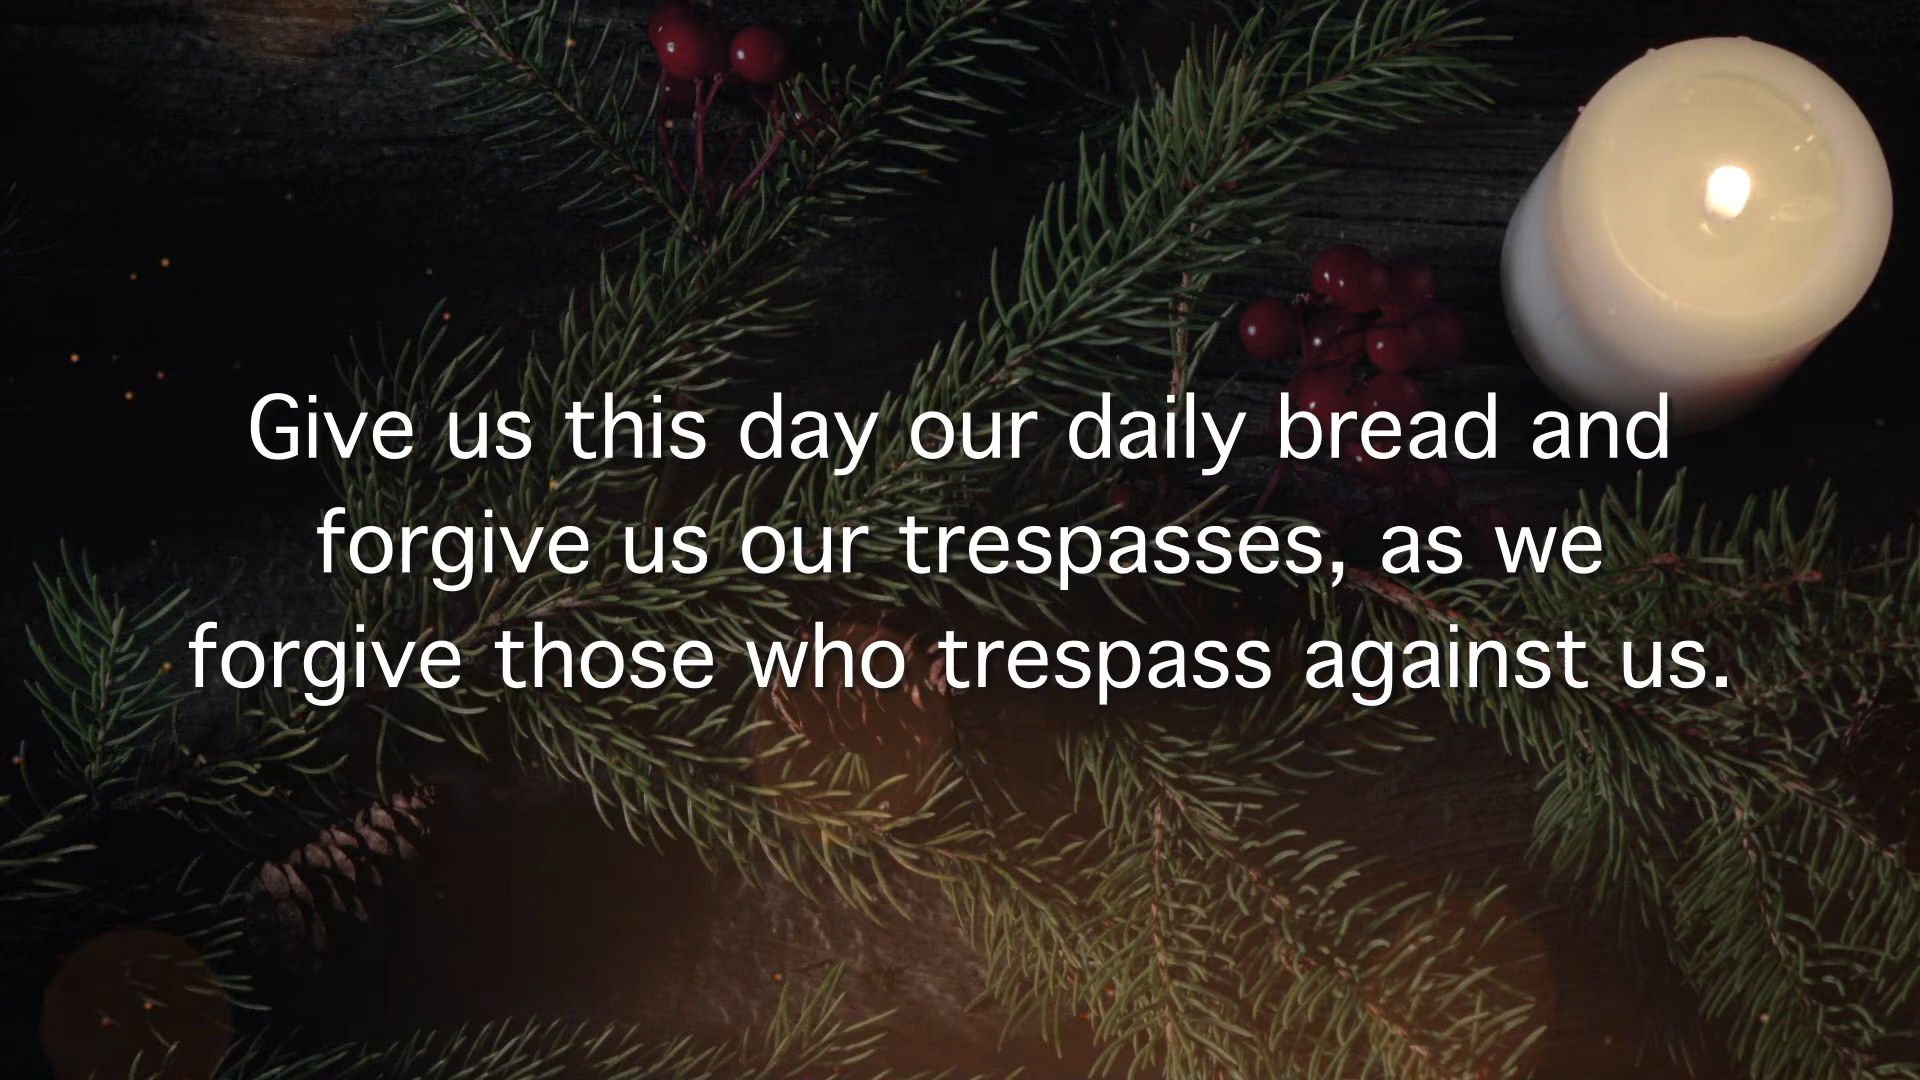 Give us this day our daily bread and
forgive us our trespasses, as we
forgive those who trespass against us.